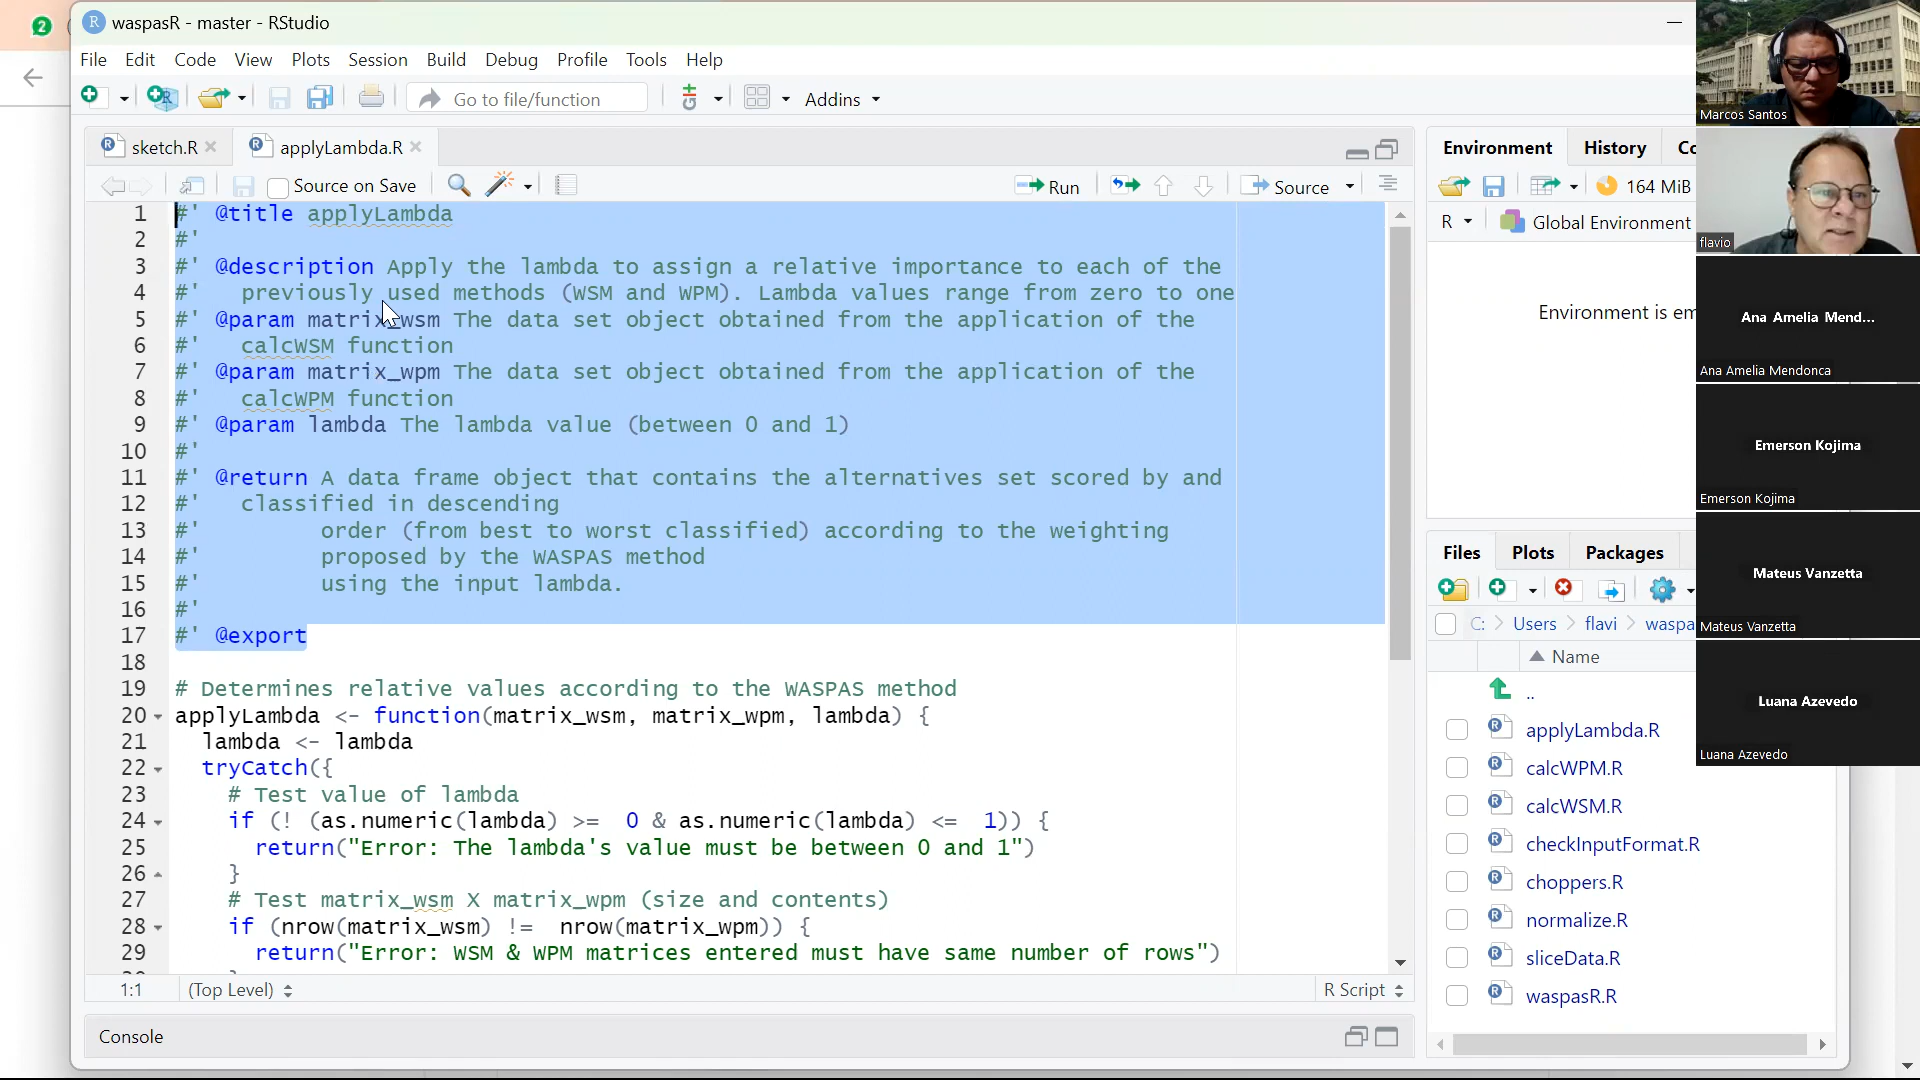 2
R waspasR - master - RStudio
File Edit Code View Plots Session Build Debug Profile Tools Help
Go to file/function
Addins
sketch.R
applyLambda.R
Source on Save
Run
Source
1 #' @title applyLambda
2 #'
3 #' @description Apply the lambda to assign a relative importance to each of the
4 #'   previously used methods (WSM and WPM). Lambda values range from zero to one
5 #' @param matrix_wsm The data set object obtained from the application of the
6 #'   calcWSM function
7 #' @param matrix_wpm The data set object obtained from the application of the
8 #'   calcWPM function
9 #' @param lambda The lambda value (between 0 and 1)
10 #'
11 #' @return A data frame object that contains the alternatives set scored by and
12 #'   classified in descending
13 #'         order (from best to worst classified) according to the weighting
14 #'         proposed by the WASPAS method
15 #'         using the input lambda.
16 #'
17 #' @export
18
19 # Determines relative values according to the WASPAS method
20 applyLambda <- function(matrix_wsm, matrix_wpm, lambda) {
21   lambda <- lambda
22   tryCatch({
23     # Test value of lambda
24     if (! (as.numeric(lambda) >=  0 & as.numeric(lambda) <=  1)) {
25       return("Error: The lambda's value must be between 0 and 1")
26     }
27     # Test matrix_wsm X matrix_wpm (size and contents)
28     if (nrow(matrix_wsm) !=  nrow(matrix_wpm)) {
29       return("Error: WSM & WPM matrices entered must have same number of rows")
1:1 (Top Level) R Script
Console
Environment History Co
164 MiB
R Global Environment
Environment is em
Files Plots Packages
C: Users flavi waspa
Name
..
applyLambda.R
calcWPM.R
calcWSM.R
checkInputFormat.R
choppers.R
normalize.R
sliceData.R
waspasR.R
Marcos Santos
flavio
Ana Amelia Mend...
Ana Amelia Mendonca
Emerson Kojima
Emerson Kojima
Mateus Vanzetta
Mateus Vanzetta
Luana Azevedo
Luana Azevedo